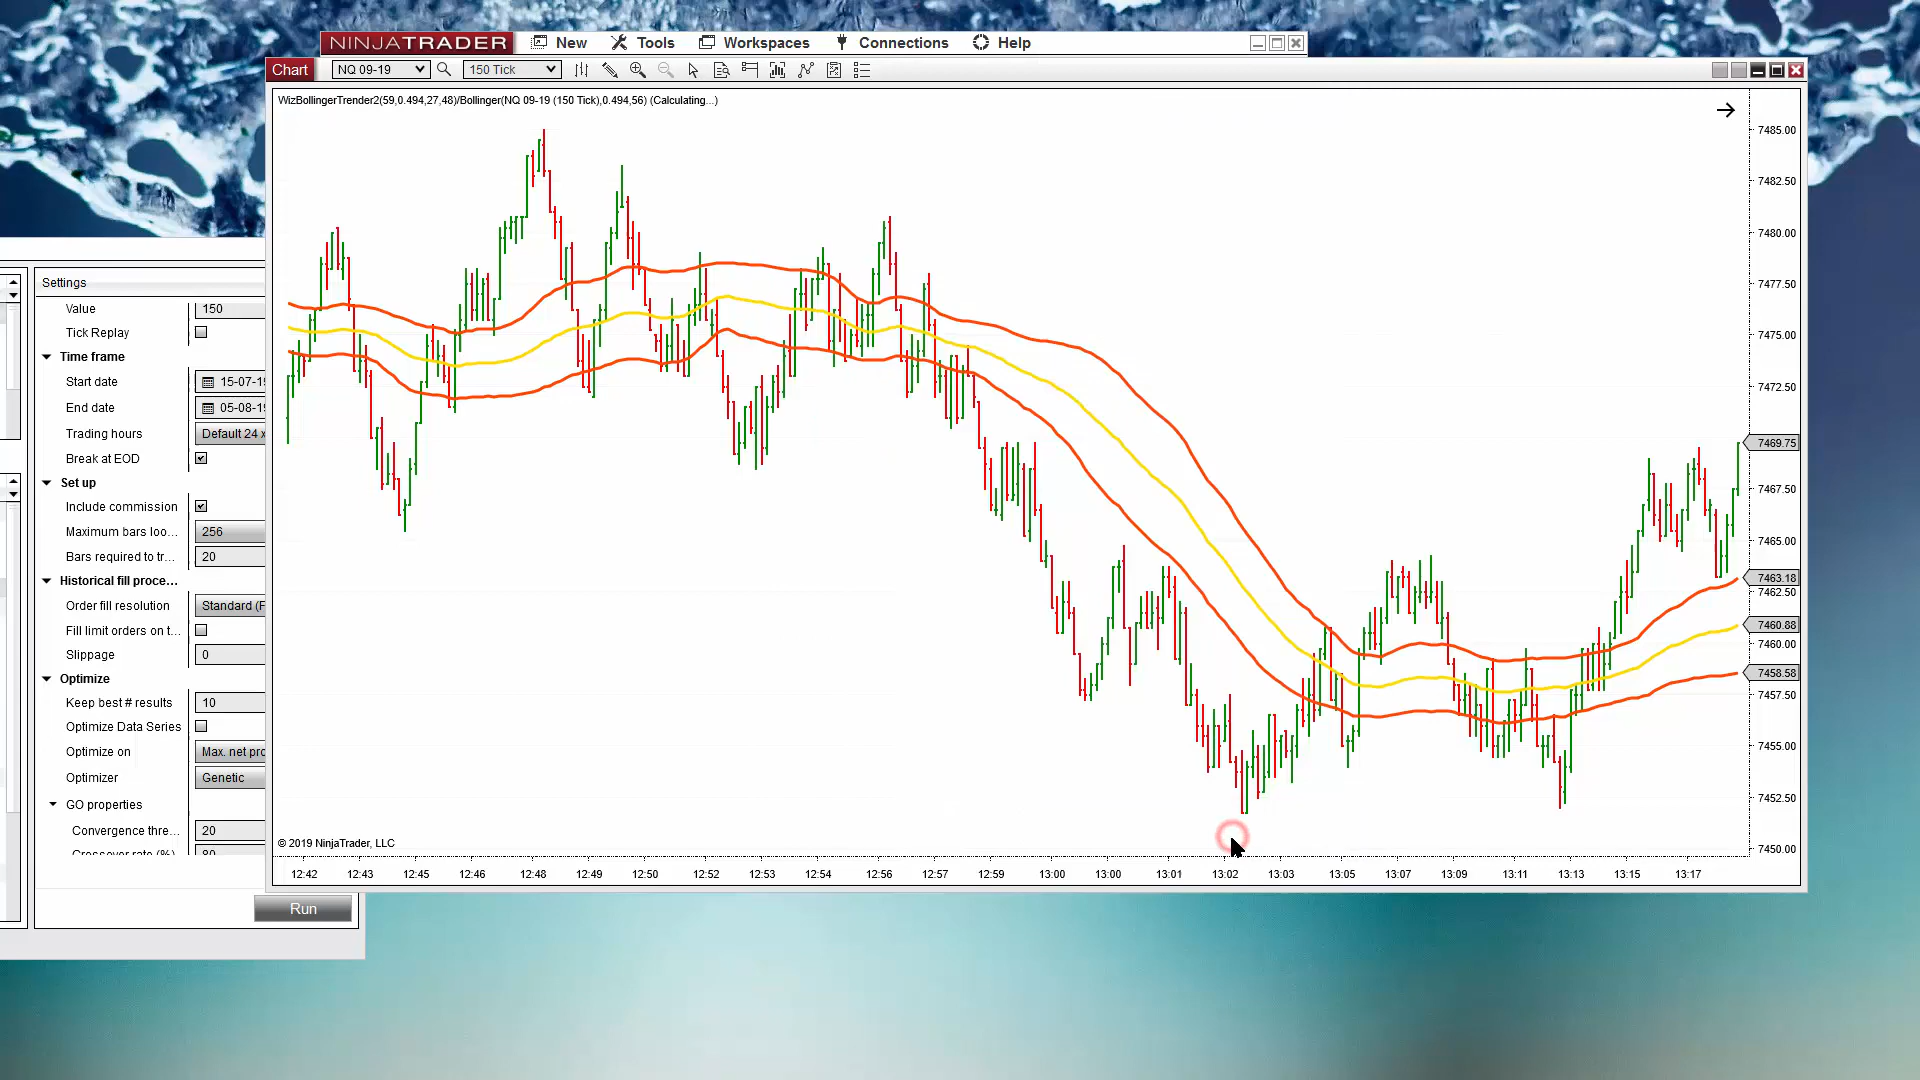 NINJATRADER New Tools Workspaces Connections Help
Chart NQ 09-19 150 Tick
WizBollingerTrender2(59,0.494,27,48)/Bollinger(NQ 09-19 (150 Tick),0.494,56) (Calculating...)
7485.00
7482.50
7480.00
7477.50
7475.00
7472.50
7469.75
7467.50
7465.00
7463.18
7462.50
7460.88
7460.00
7458.58
7457.50
7455.00
7452.50
7450.00
© 2019 NinjaTrader, LLC
12:42 12:43 12:45 12:46 12:48 12:49 12:50 12:52 12:53 12:54 12:56 12:57 12:59 13:00 13:00 13:01 13:02 13:03 13:05 13:07 13:09 13:11 13:13 13:15 13:17
Settings
Value 150
Tick Replay
Time frame
Start date 15-07-1
End date 05-08-1
Trading hours Default 24 x
Break at EOD
Set up
Include commission
Maximum bars loo... 256
Bars required to tr... 20
Historical fill proce...
Order fill resolution Standard (F
Fill limit orders on t...
Slippage 0
Optimize
Keep best # results 10
Optimize Data Series
Optimize on Max. net pro
Optimizer Genetic
GO properties
Convergence thre... 20
Crossover rate (%) 80
Run